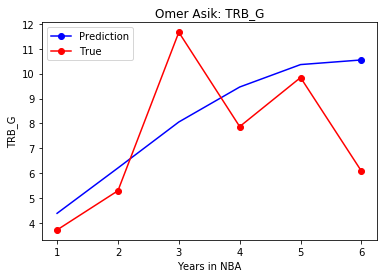 Omer Asik: TRB_G
Prediction
True
TRB_G
12
11
10
9
8
7
6
5
4
1 2 3 4 5 6
Years in NBA